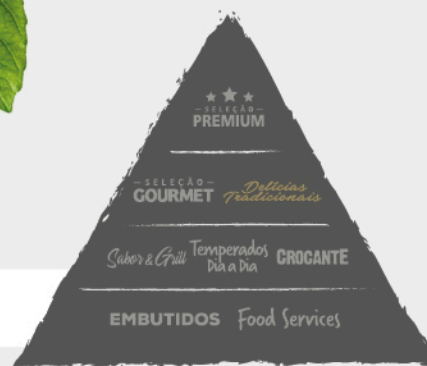 SELEÇÃO
PREMIUM
SELEÇÃO
GOURMET
Delícias
Tradicionais
Sabor & Grill
Temperados
Dia a Dia
CROCANTE
EMBUTIDOS
Food Services